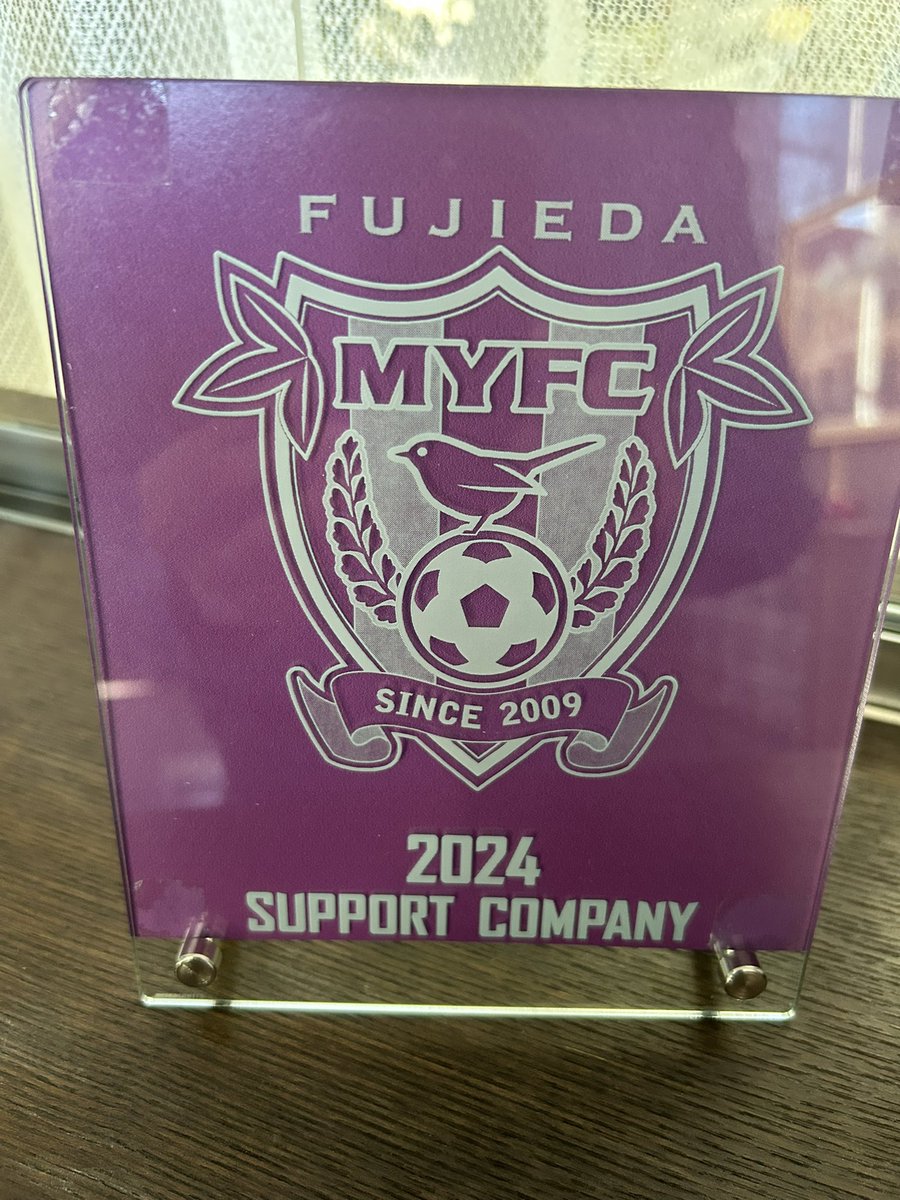 FUJIEDA
MYFC
SINCE 2009
2024
SUPPORT COMPANY